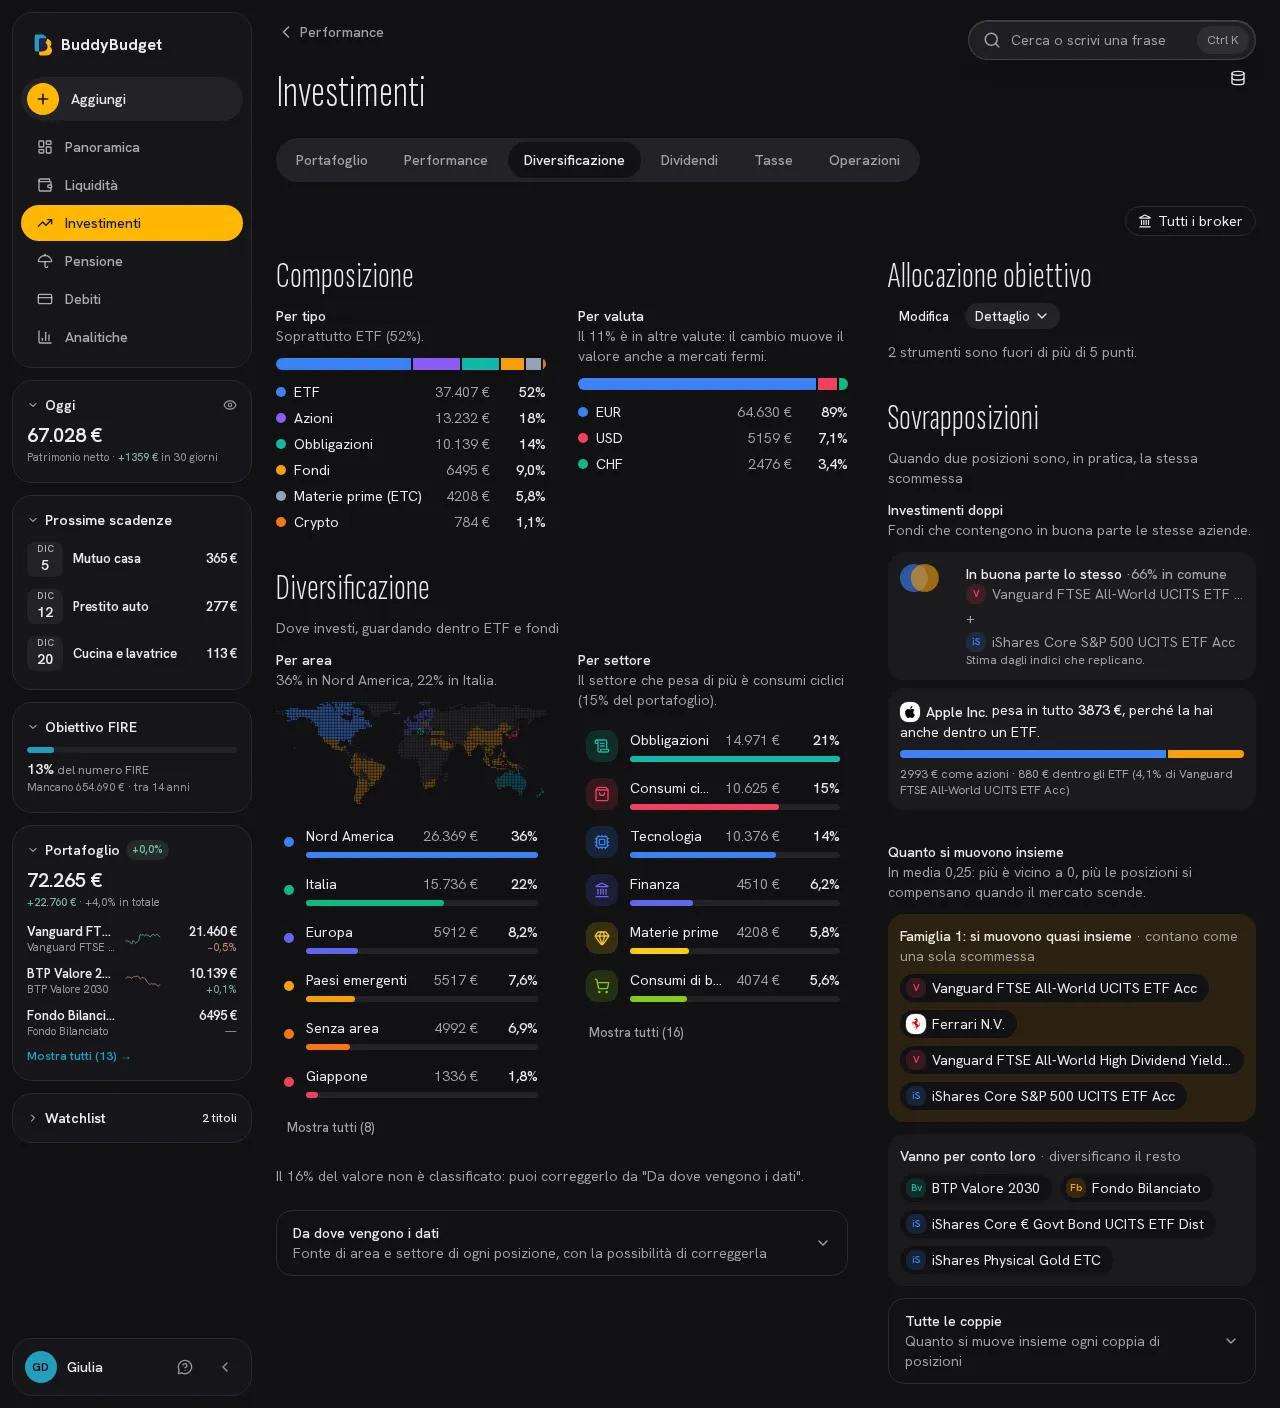 BuddyBudget
Aggiungi
Panoramica
Liquidità
Investimenti
Pensione
Debiti
Analitiche
Oggi
67.028 €
Patrimonio netto · +1359 € in 30 giorni
Prossime scadenze
DIC
5
Mutuo casa
365 €
DIC
12
Prestito auto
277 €
DIC
20
Cucina e lavatrice
113 €
Obiettivo FIRE
13% del numero FIRE
Mancano 654.690 € · tra 14 anni
Portafoglio
+0,0%
72.265 €
+22.760 € · +4,0% in totale
Vanguard FT...
21.460 €
Vanguard FTSE ...
-0,5%
BTP Valore 2...
10.139 €
BTP Valore 2030
+0,1%
Fondo Bilanci...
6495 €
Fondo Bilanciato
—
Mostra tutti (13) →
Watchlist
2 titoli
GD
Giulia
Performance
Cerca o scrivi una frase
Ctrl K
Investimenti
Portafoglio
Performance
Diversificazione
Dividendi
Tasse
Operazioni
Tutti i broker
Composizione
Per tipo
Soprattutto ETF (52%).
ETF 37.407 € 52%
Azioni 13.232 € 18%
Obbligazioni 10.139 € 14%
Fondi 6495 € 9,0%
Materie prime (ETC) 4208 € 5,8%
Crypto 784 € 1,1%
Per valuta
Il 11% è in altre valute: il cambio muove il
valore anche a mercati fermi.
EUR 64.630 € 89%
USD 5159 € 7,1%
CHF 2476 € 3,4%
Diversificazione
Dove investi, guardando dentro ETF e fondi
Per area
36% in Nord America, 22% in Italia.
Nord America 26.369 € 36%
Italia 15.736 € 22%
Europa 5912 € 8,2%
Paesi emergenti 5517 € 7,6%
Senza area 4992 € 6,9%
Giappone 1336 € 1,8%
Mostra tutti (8)
Per settore
Il settore che pesa di più è consumi ciclici
(15% del portafoglio).
Obbligazioni 14.971 € 21%
Consumi ci... 10.625 € 15%
Tecnologia 10.376 € 14%
Finanza 4510 € 6,2%
Materie prime 4208 € 5,8%
Consumi di b... 4074 € 5,6%
Mostra tutti (16)
Il 16% del valore non è classificato: puoi correggerlo da "Da dove vengono i dati".
Da dove vengono i dati
Fonte di area e settore di ogni posizione, con la possibilità di correggerla
Allocazione obiettivo
Modifica
Dettaglio
2 strumenti sono fuori di più di 5 punti.
Sovrapposizioni
Quando due posizioni sono, in pratica, la stessa
scommessa
Investimenti doppi
Fondi che contengono in buona parte le stesse aziende.
In buona parte lo stesso · 66% in comune
V Vanguard FTSE All-World UCITS ETF ...
+
iS iShares Core S&P 500 UCITS ETF Acc
Stima dagli indici che replicano.
Apple Inc. pesa in tutto 3873 €, perché la hai
anche dentro un ETF.
2993 € come azioni · 880 € dentro gli ETF (4,1% di Vanguard
FTSE All-World UCITS ETF Acc)
Quanto si muovono insieme
In media 0,25: più è vicino a 0, più le posizioni si
compensano quando il mercato scende.
Famiglia 1: si muovono quasi insieme · contano come
una sola scommessa
V Vanguard FTSE All-World UCITS ETF Acc
Ferrari N.V.
V Vanguard FTSE All-World High Dividend Yield...
iS iShares Core S&P 500 UCITS ETF Acc
Vanno per conto loro · diversificano il resto
Bv BTP Valore 2030
Fb Fondo Bilanciato
iS iShares Core € Govt Bond UCITS ETF Dist
iS iShares Physical Gold ETC
Tutte le coppie
Quanto si muove insieme ogni coppia di
posizioni